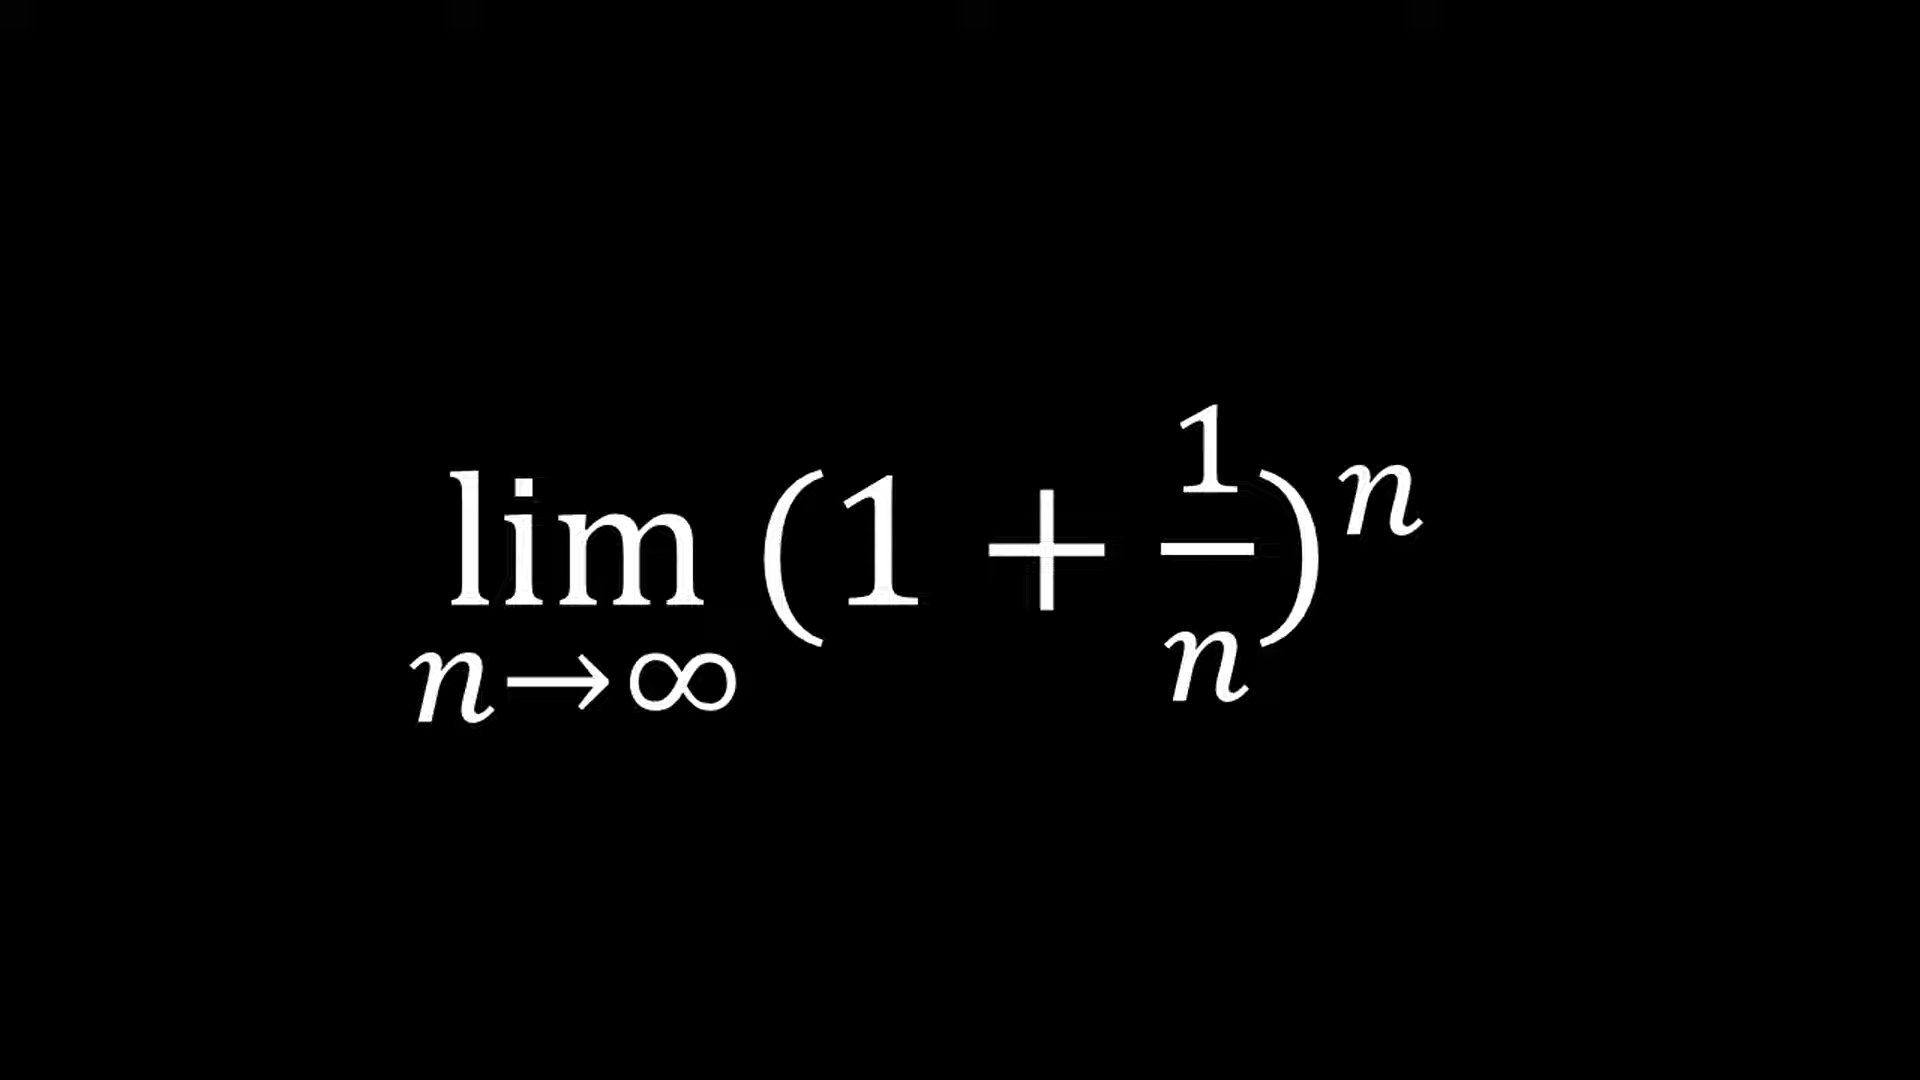 lim n→∞ (1 + 1/n)^n